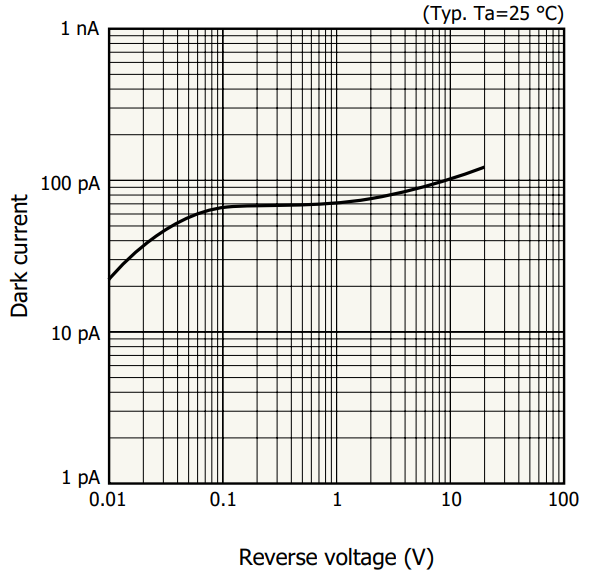 (Typ. Ta=25 °C)
1 nA
100 pA
10 pA
1 pA
Dark current
0.01 0.1 1 10 100
Reverse voltage (V)